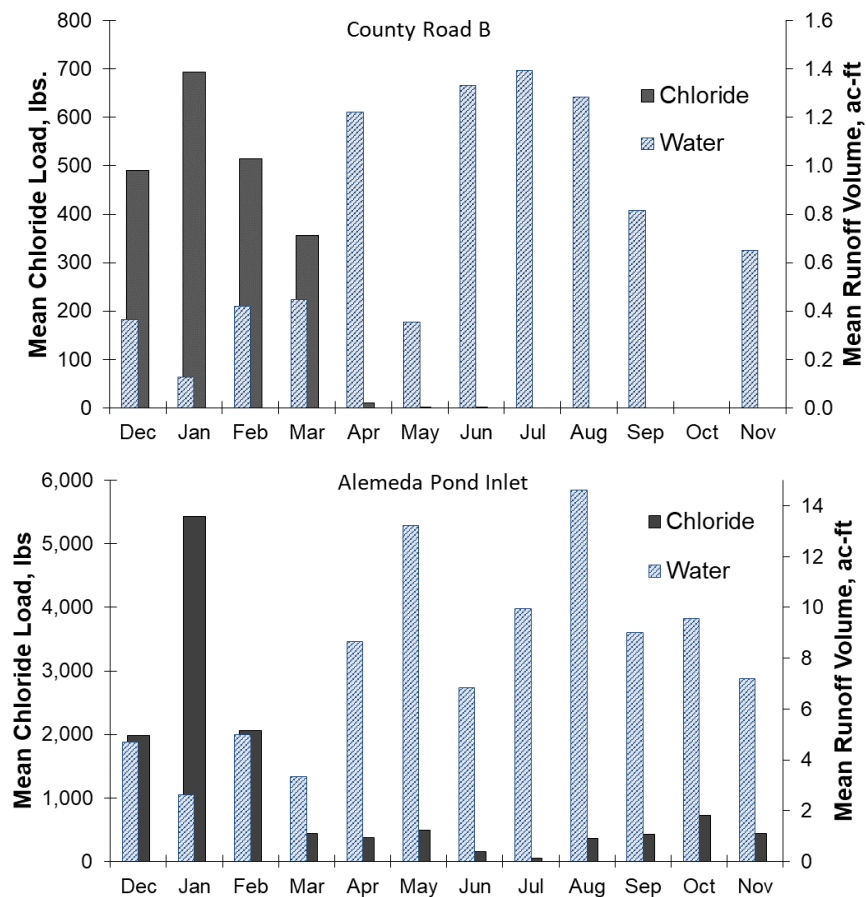 County Road B
Mean Chloride Load, lbs.
800
700
600
500
400
300
200
100
0
Chloride
Water
1.6
1.4
1.2
1.0
0.8
0.6
0.4
0.2
0.0
Mean Runoff Volume, ac-ft
Dec Jan Feb Mar Apr May Jun Jul Aug Sep Oct Nov
Alemeda Pond Inlet
Mean Chloride Load, lbs
6,000
5,000
4,000
3,000
2,000
1,000
0
Chloride
Water
14
12
10
8
6
4
2
0
Mean Runoff Volume, ac-ft
Dec Jan Feb Mar Apr May Jun Jul Aug Sep Oct Nov